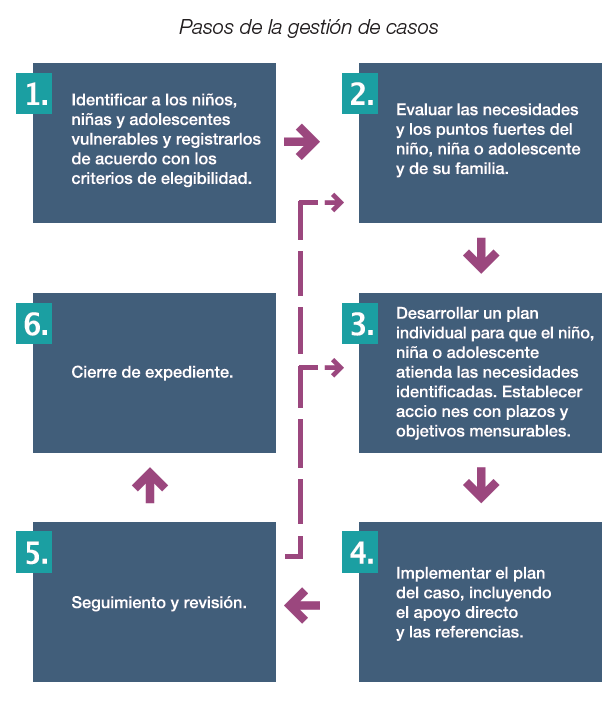 Pasos de la gestión de casos
1.
Identificar a los niños,
niñas y adolescentes
vulnerables y registrarlos
de acuerdo con los
criterios de elegibilidad.
2.
Evaluar las necesidades
y los puntos fuertes del
niño, niña o adolescente
y de su familia.
3.
Desarrollar un plan
individual para que el niño,
niña o adolescente
atienda las necesidades
identificadas. Establecer
accio nes con plazos y
objetivos mensurables.
4.
Implementar el plan
del caso, incluyendo
el apoyo directo
y las referencias.
5.
Seguimiento y revisión.
6.
Cierre de expediente.